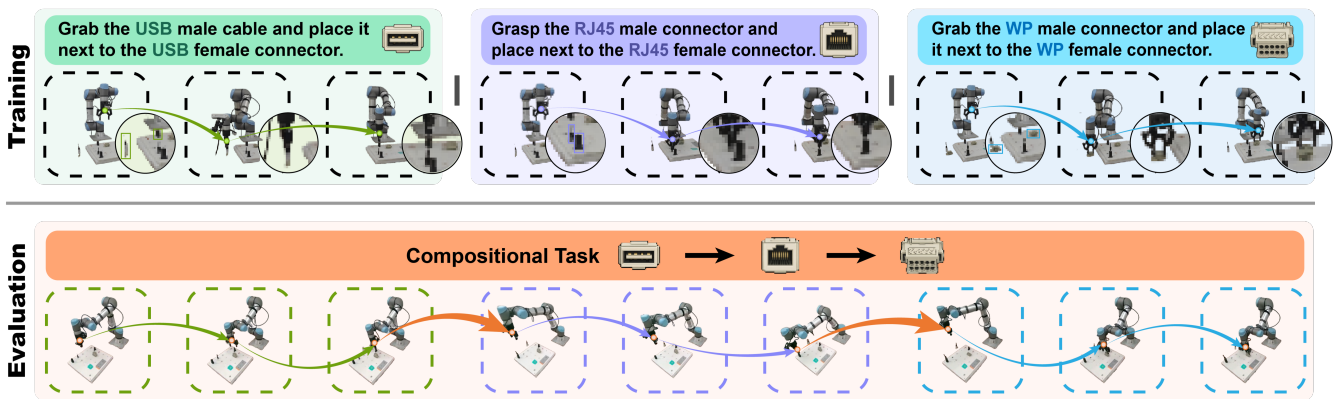 Training
Grab the USB male cable and place it
next to the USB female connector.
Grasp the RJ45 male connector and
place next to the RJ45 female connector.
Grab the WP male connector and place
it next to the WP female connector.
Evaluation
Compositional Task